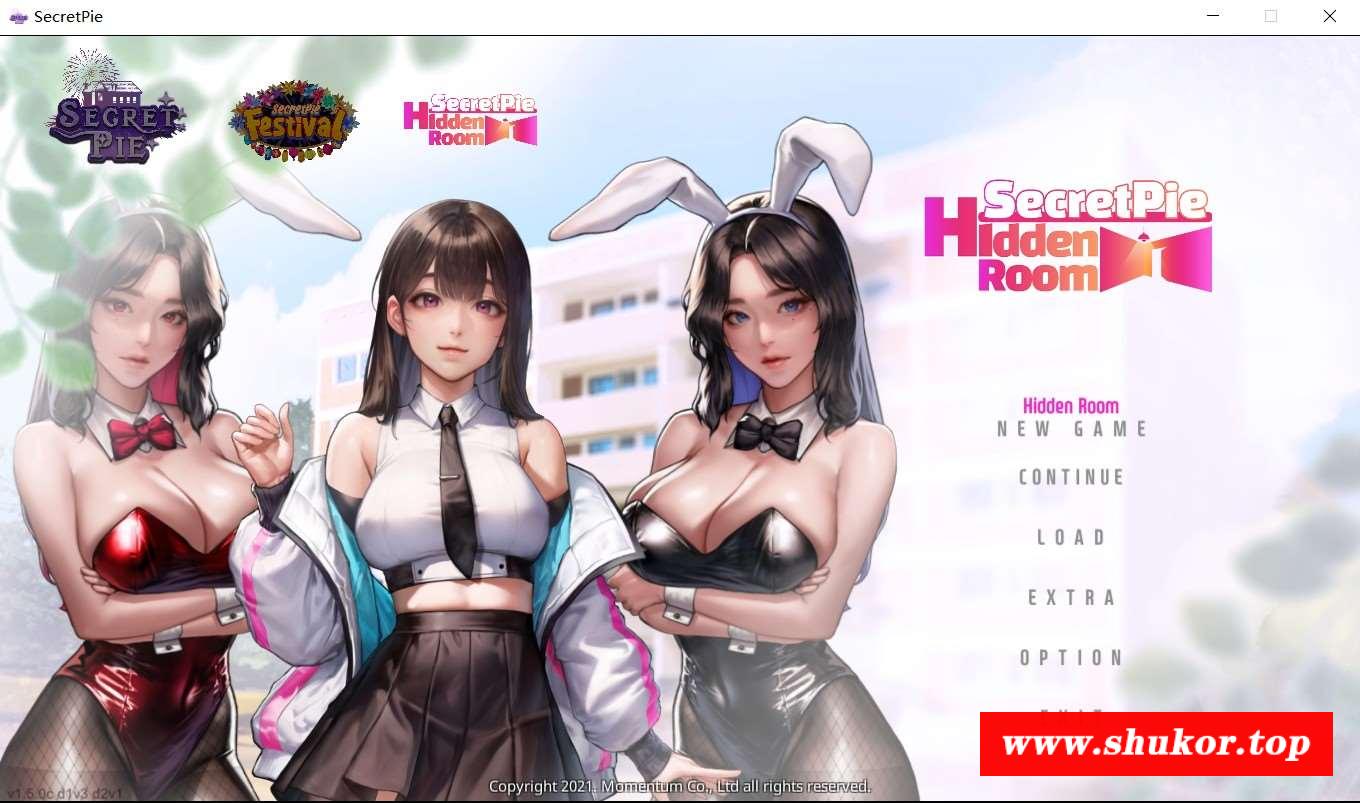 SecretPie
SECRET
PIE
SecretPie
Festival
SecretPie
Hidden
Room
SecretPie
Hidden
Room
Hidden Room
NEW GAME
CONTINUE
LOAD
EXTRA
OPTION
EXIT
www.shukor.top
Copyright 2021. Momentum Co., Ltd all rights reserved.
v1.6.0c d1v3 d2v1